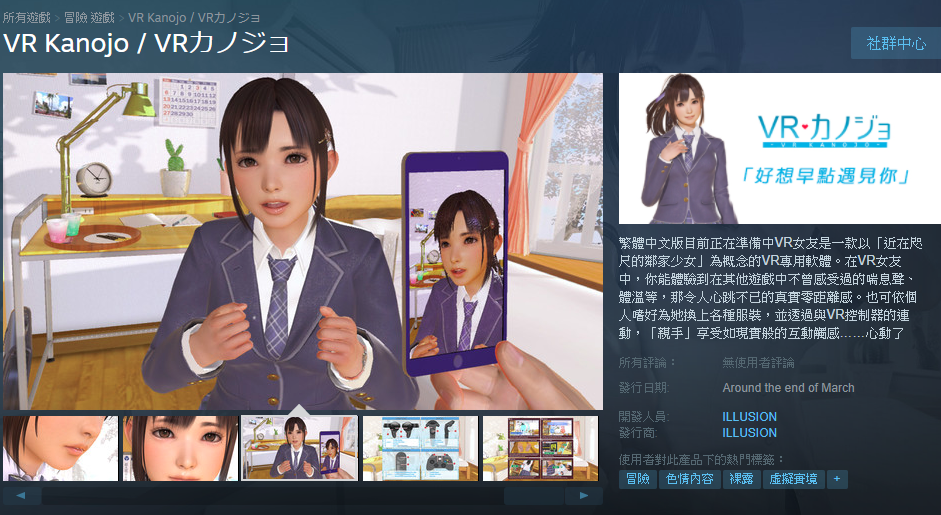 所有遊戲 > 冒險 遊戲 > VR Kanojo / VRカノジョ
VR Kanojo / VRカノジョ
社群中心
VR♥カノジョ
VR KANOJO
「好想早點遇見你」
繁體中文版目前正在準備中VR女友是一款以「近在咫
尺的鄰家少女」為概念的VR專用軟體。在VR女友
中，你能體驗到在其他遊戲中不曾感受過的喘息聲、
體溫等，那令人心跳不已的真實零距離感。也可依個
人嗜好為她換上各種服裝，並透過與VR控制器的連
動，「親手」享受如現實般的互動觸感……心動了
所有評論：
無使用者評論
發行日期:
Around the end of March
開發人員:
ILLUSION
發行商:
ILLUSION
使用者對此產品下的熱門標籤：
冒險
色情內容
裸露
虛擬實境
+